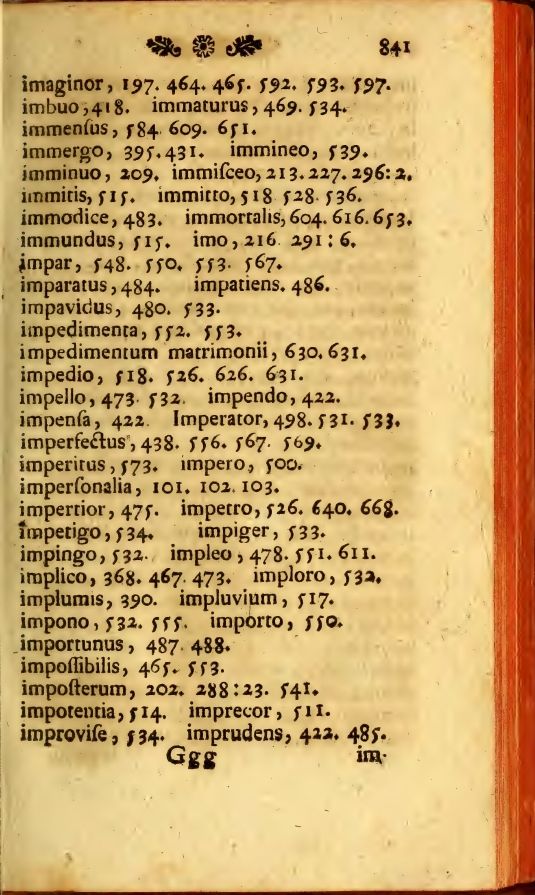 841
imaginor, 197. 464. 465. 592. 593. 597.
imbuo, 418. immaturus, 469. 534.
immenſus, 584. 609. 651.
immergo, 395. 431. immineo, 539.
imminuo, 209. immiſceo, 213. 227. 296: 2.
immitis, 515. immitto, 518 528. 536.
immodice, 483. immortalis, 604. 616. 653.
immundus, 515. imo, 216. 291: 6.
impar, 548. 550. 553. 567.
imparatus, 484. impatiens. 486.
impavidus, 480. 533.
impedimenta, 552. 553.
impedimentum matrimonii, 630. 631.
impedio, 518. 526. 626. 631.
impello, 473. 532. impendo, 422.
impenſa, 422. Imperator, 498. 531. 533.
imperfectus, 438. 556. 567. 569.
imperitus, 573. impero, 500.
imperſonalia, 101. 102. 103.
impertior, 475. impetro, 526. 640. 668.
impetigo, 534. impiger, 533.
impingo, 532. impleo, 478. 551. 611.
implico, 368. 467. 473. imploro, 532.
implumis, 390. impluvium, 517.
impono, 532. 555. importo, 550.
importunus, 487. 488.
impoſſibilis, 465. 553.
impoſterum, 202. 288: 23. 541.
impotentia, 514. imprecor, 511.
improviſe, 534. imprudens, 422. 485.
Ggg im-